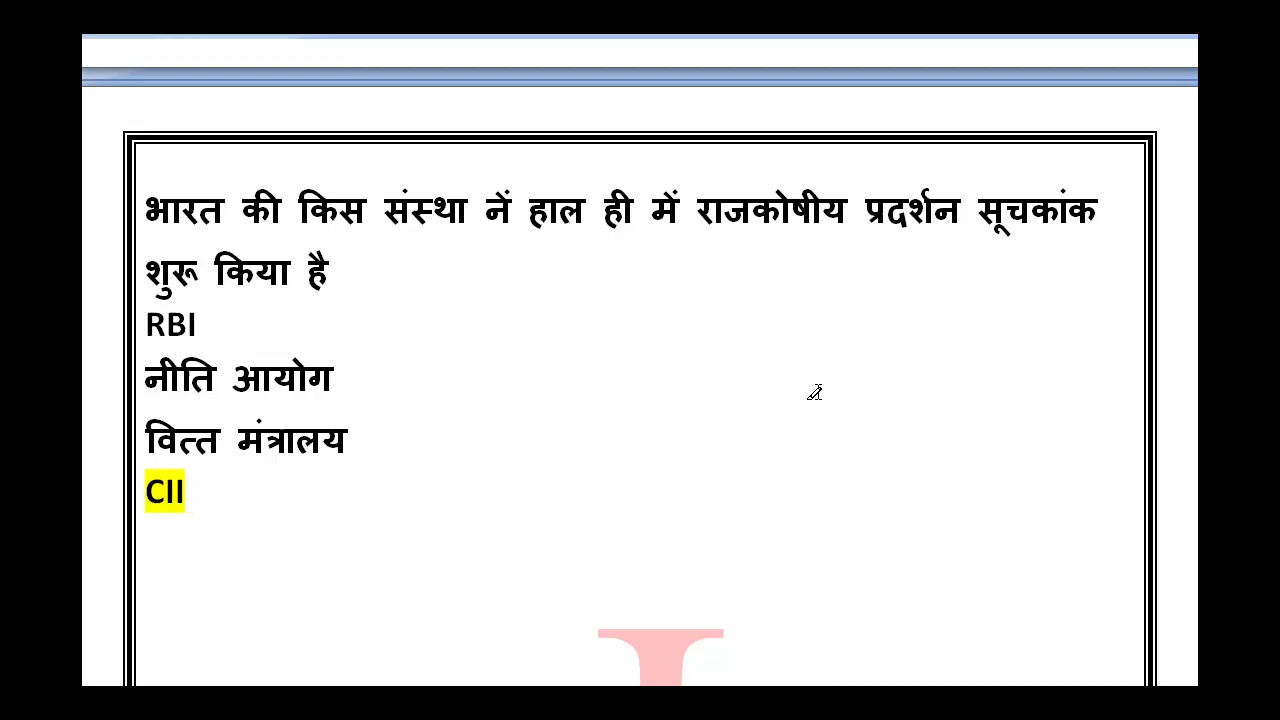 भारत की किस संस्था नें हाल ही में राजकोषीय प्रदर्शन सूचकांक
शुरू किया है
RBI
नीति आयोग
वित्त मंत्रालय
CII